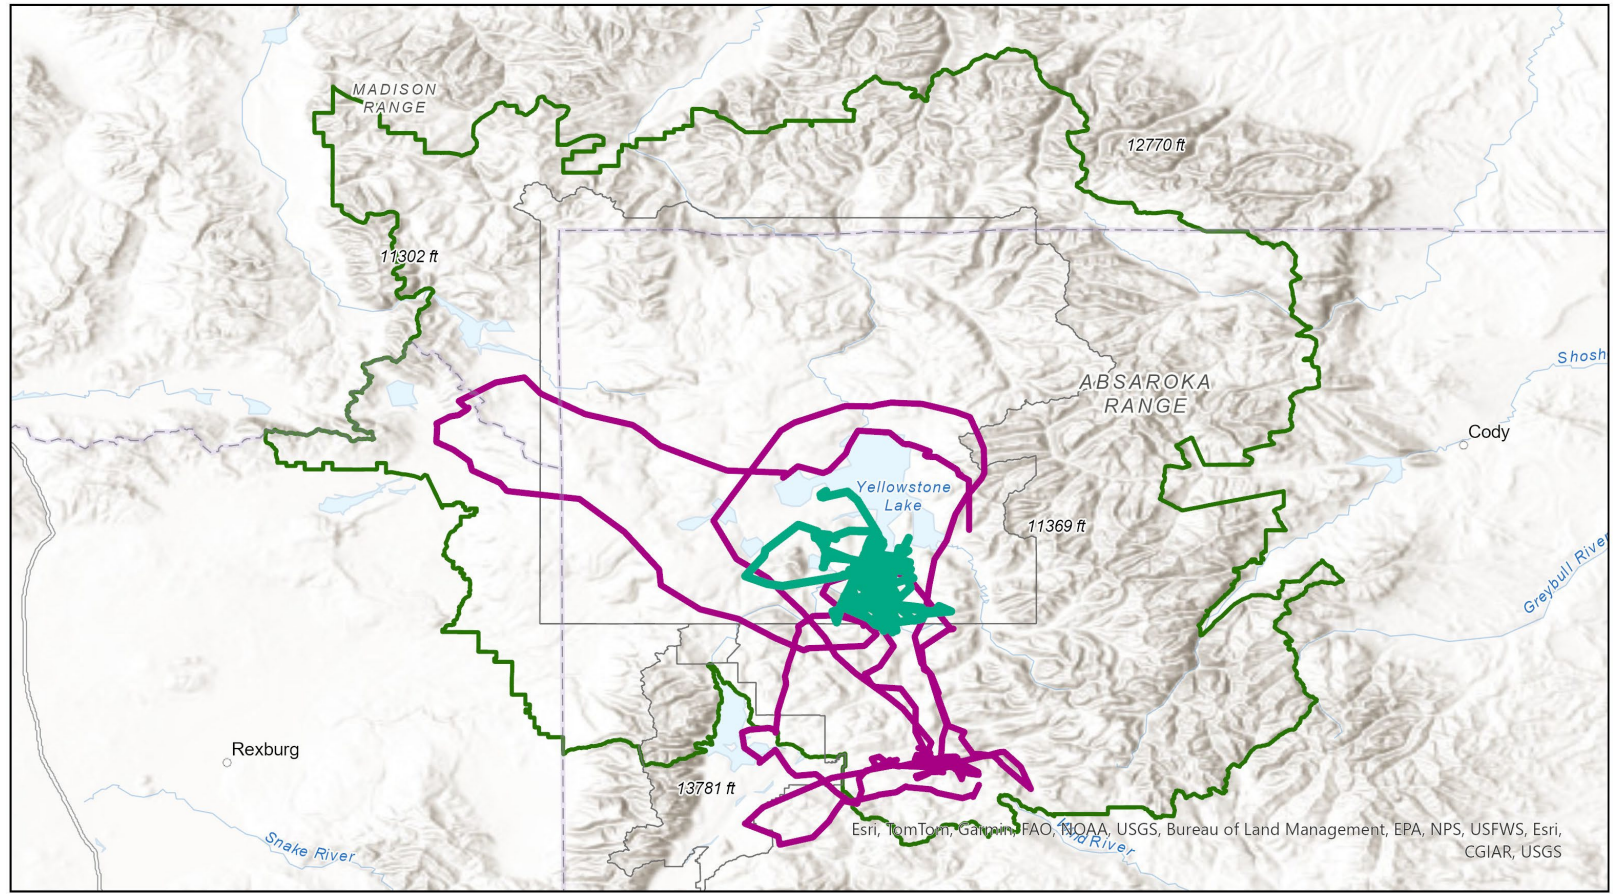 MADISON
RANGE
12770 ft
11302 ft
Shosh
ABSAROKA
RANGE
Cody
Yellowstone
Lake
11369 ft
Greybull River
Rexburg
13781 ft
Snake River
Wind River
Esri, TomTom, Garmin, FAO, NOAA, USGS, Bureau of Land Management, EPA, NPS, USFWS, Esri,
CGIAR, USGS